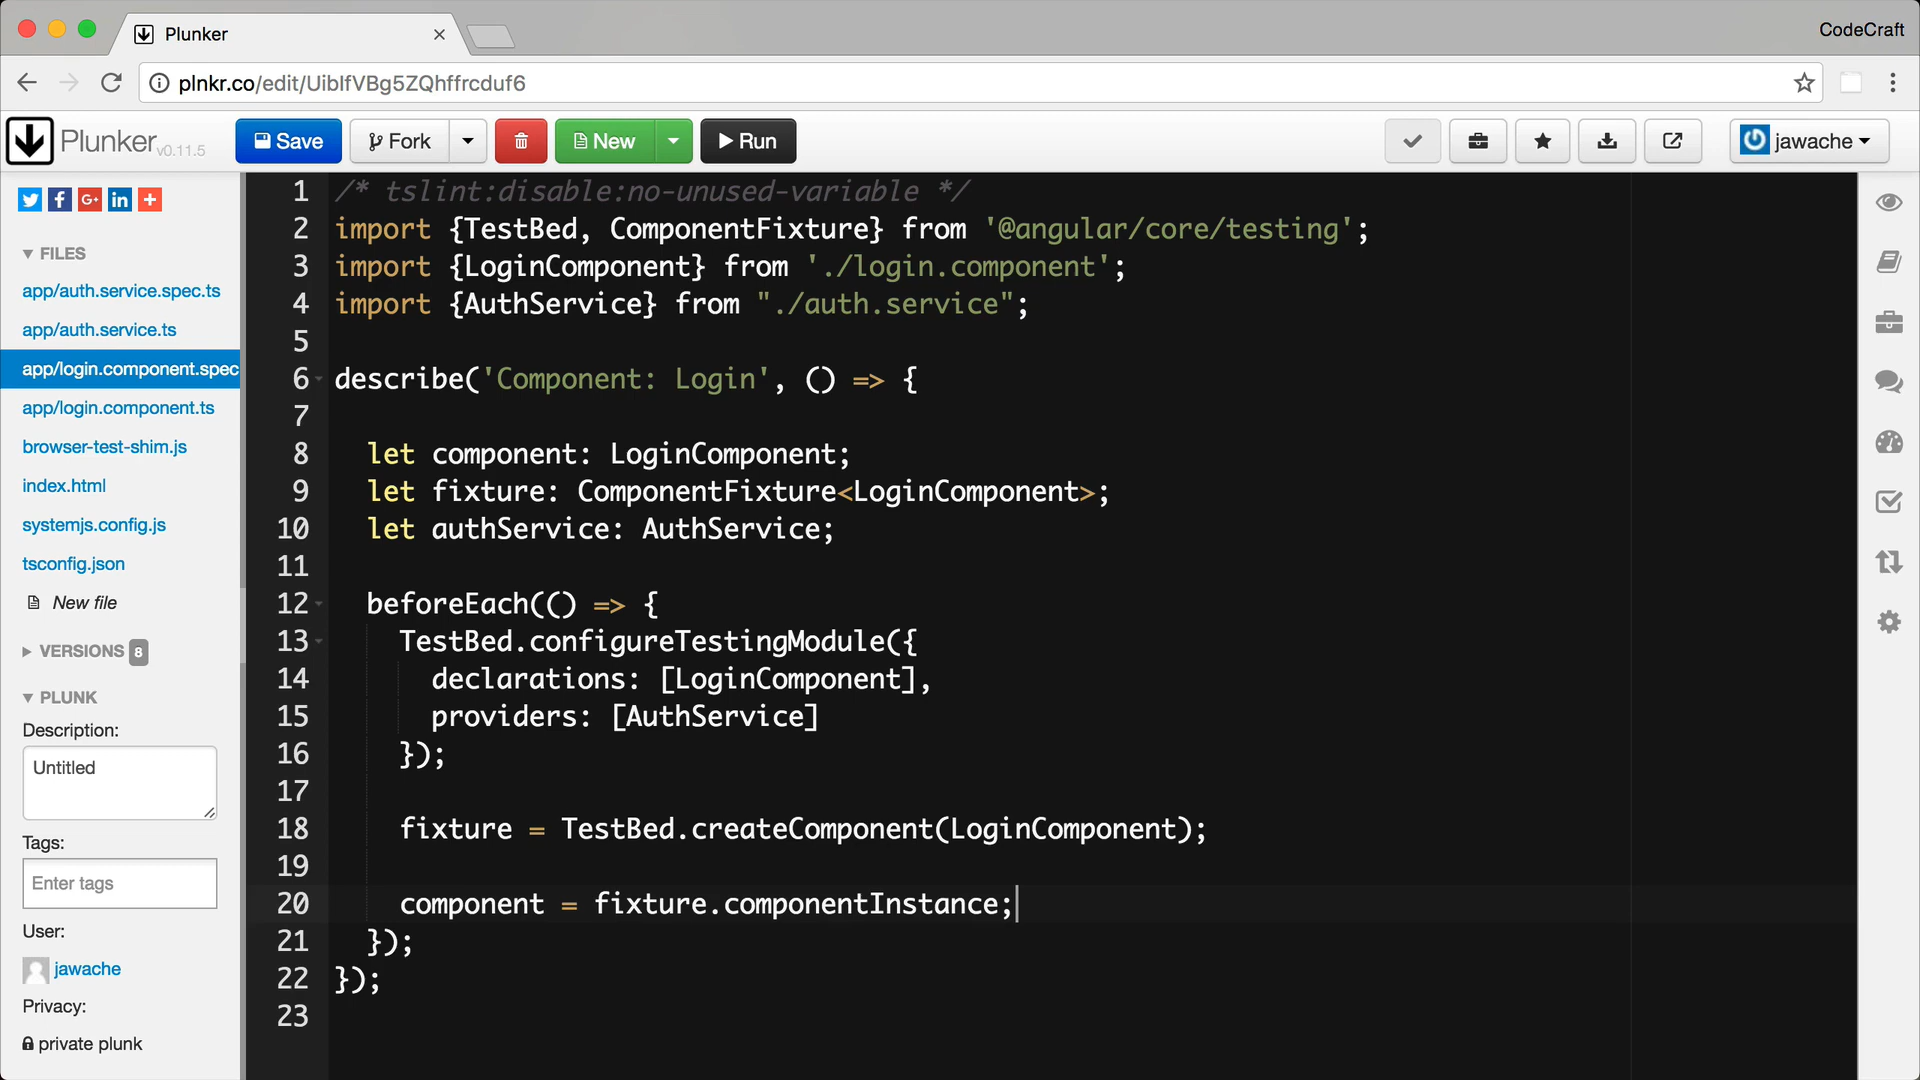 Plunker
CodeCraft
plnkr.co/edit/UibIfVBg5ZQhffrcduf6
Plunker v0.11.5
Save
Fork
New
Run
jawache
FILES
app/auth.service.spec.ts
app/auth.service.ts
app/login.component.spec
app/login.component.ts
browser-test-shim.js
index.html
systemjs.config.js
tsconfig.json
New file
VERSIONS 8
PLUNK
Description:
Untitled
Tags:
Enter tags
User:
jawache
Privacy:
private plunk
1 /* tslint:disable:no-unused-variable */
2 import {TestBed, ComponentFixture} from '@angular/core/testing';
3 import {LoginComponent} from './login.component';
4 import {AuthService} from "./auth.service";
5
6 describe('Component: Login', () => {
7
8 let component: LoginComponent;
9 let fixture: ComponentFixture<LoginComponent>;
10 let authService: AuthService;
11
12 beforeEach(() => {
13 TestBed.configureTestingModule({
14 declarations: [LoginComponent],
15 providers: [AuthService]
16 });
17
18 fixture = TestBed.createComponent(LoginComponent);
19
20 component = fixture.componentInstance;
21 });
22 });
23